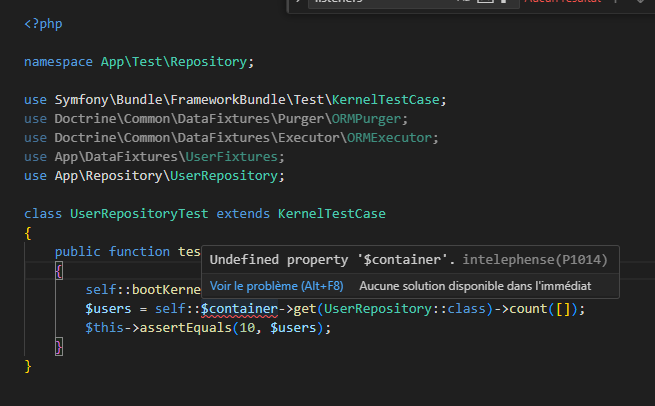 listeners
Aucun résultat
<?php
namespace App\Test\Repository;
use Symfony\Bundle\FrameworkBundle\Test\KernelTestCase;
use Doctrine\Common\DataFixtures\Purger\ORMPurger;
use Doctrine\Common\DataFixtures\Executor\ORMExecutor;
use App\DataFixtures\UserFixtures;
use App\Repository\UserRepository;
class UserRepositoryTest extends KernelTestCase
{
public function tes
Undefined property '$container'. intelephense(P1014)
{
Voir le problème (Alt+F8) Aucune solution disponible dans l'immédiat
self::bootKerne
$users = self::$container->get(UserRepository::class)->count([]);
$this->assertEquals(10, $users);
}
}